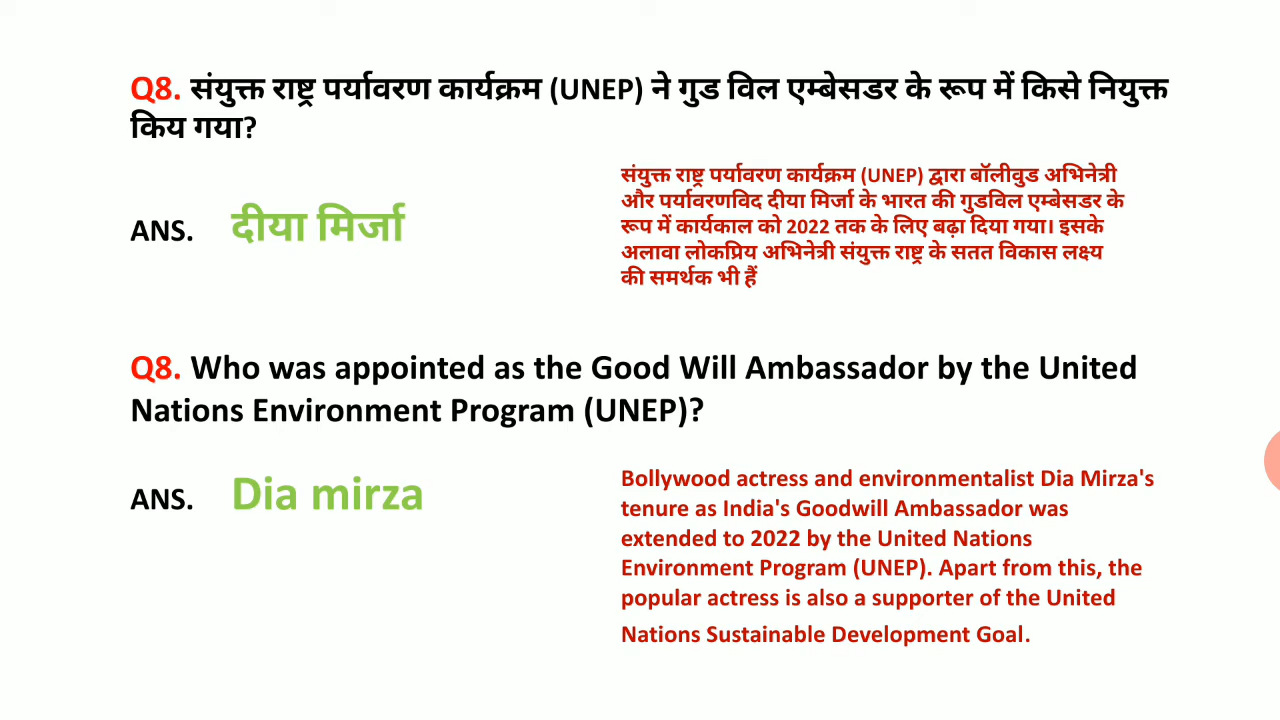 Q8. संयुक्त राष्ट्र पर्यावरण कार्यक्रम (UNEP) ने गुड विल एम्बेसडर के रूप में किसे नियुक्त
किय गया?
ANS. दीया मिर्जा
संयुक्त राष्ट्र पर्यावरण कार्यक्रम (UNEP) द्वारा बॉलीवुड अभिनेत्री
और पर्यावरणविद दीया मिर्जा के भारत की गुडविल एम्बेसडर के
रूप में कार्यकाल को 2022 तक के लिए बढ़ा दिया गया। इसके
अलावा लोकप्रिय अभिनेत्री संयुक्त राष्ट्र के सतत विकास लक्ष्य
की समर्थक भी हैं
Q8. Who was appointed as the Good Will Ambassador by the United
Nations Environment Program (UNEP)?
ANS. Dia mirza
Bollywood actress and environmentalist Dia Mirza's
tenure as India's Goodwill Ambassador was
extended to 2022 by the United Nations
Environment Program (UNEP). Apart from this, the
popular actress is also a supporter of the United
Nations Sustainable Development Goal.